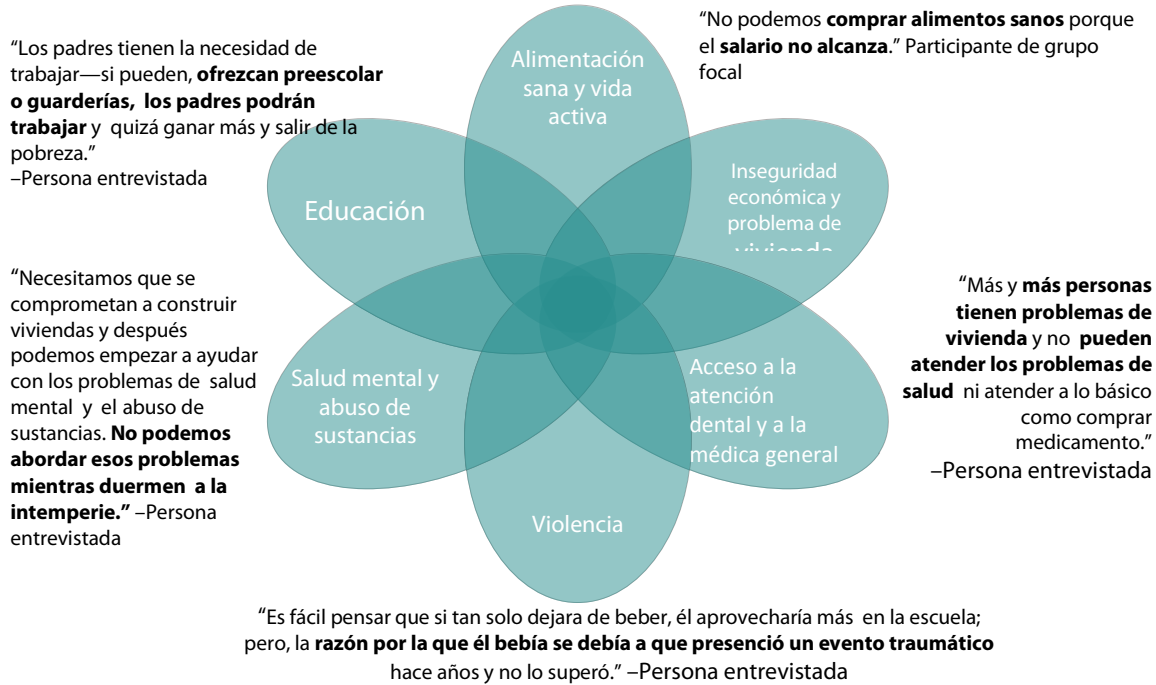 “Los padres tienen la necesidad de
trabajar—si pueden, ofrezcan preescolar
o guarderías, los padres podrán
trabajar y quizá ganar más y salir de la
pobreza.”
–Persona entrevistada
“No podemos comprar alimentos sanos porque
el salario no alcanza.” Participante de grupo
focal
Alimentación
sana y vida
activa
Educación
Inseguridad
económica y
problema de
vivienda
“Necesitamos que se
comprometan a construir
viviendas y después
podemos empezar a ayudar
con los problemas de salud
mental y el abuso de
sustancias. No podemos
abordar esos problemas
mientras duermen a la
intemperie.” –Persona
entrevistada
Salud mental y
abuso de
sustancias
Acceso a la
atención
dental y a la
médica general
“Más y más personas
tienen problemas de
vivienda y no pueden
atender los problemas de
salud ni atender a lo básico
como comprar
medicamento.”
–Persona entrevistada
Violencia
“Es fácil pensar que si tan solo dejara de beber, él aprovecharía más en la escuela;
pero, la razón por la que él bebía se debía a que presenció un evento traumático
hace años y no lo superó.” –Persona entrevistada